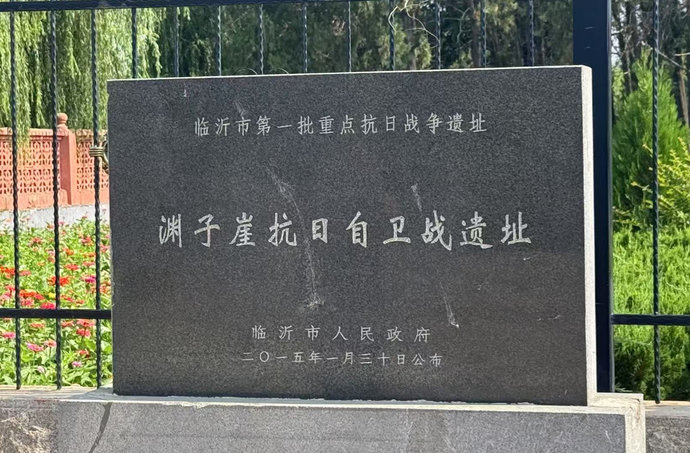 临沂市第一批重点抗日战争遗址
渊子崖抗日自卫战遗址
临沂市人民政府
二〇一五年一月三十日公布